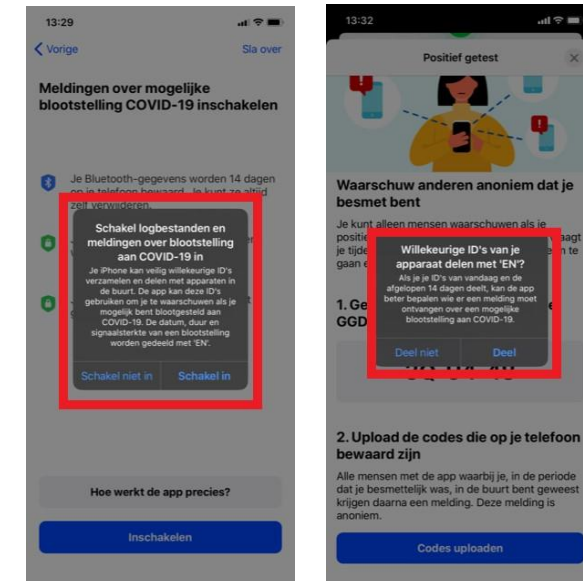 13:29
Vorige
Sla over
Meldingen over mogelijke
blootstelling COVID-19 inschakelen
Je Bluetooth-gegevens worden 14 dagen
op je telefoon bewaard. Je kunt ze altijd
zelf verwijderen.
Schakel logbestanden en
meldingen over blootstelling
aan COVID-19 in
Je iPhone kan veilig willekeurige ID's
verzamelen en delen met apparaten in
de buurt. De app kan deze ID's
gebruiken om je te waarschuwen als je
mogelijk bent blootgesteld aan
COVID-19. De datum, duur en
signaalsterkte van een blootstelling
worden gedeeld met 'EN'.
Schakel niet in
Schakel in
Hoe werkt de app precies?
Inschakelen
13:32
Positief getest
Waarschuw anderen anoniem dat je
besmet bent
Je kunt alleen mensen waarschuwen als je
je tijde
Willekeurige ID's van je
apparaat delen met 'EN'?
Als je je ID's van vandaag en de
afgelopen 14 dagen deelt, kan de app
beter bepalen wie er een melding moet
ontvangen over een mogelijke
blootstelling aan COVID-19.
Deel niet
Deel
1. Ge
GGD
2. Upload de codes die op je telefoon
bewaard zijn
Alle mensen met de app waarbij je, in de periode
dat je besmettelijk was, in de buurt bent geweest
krijgen daarna een melding. Deze melding is
anoniem.
Codes uploaden